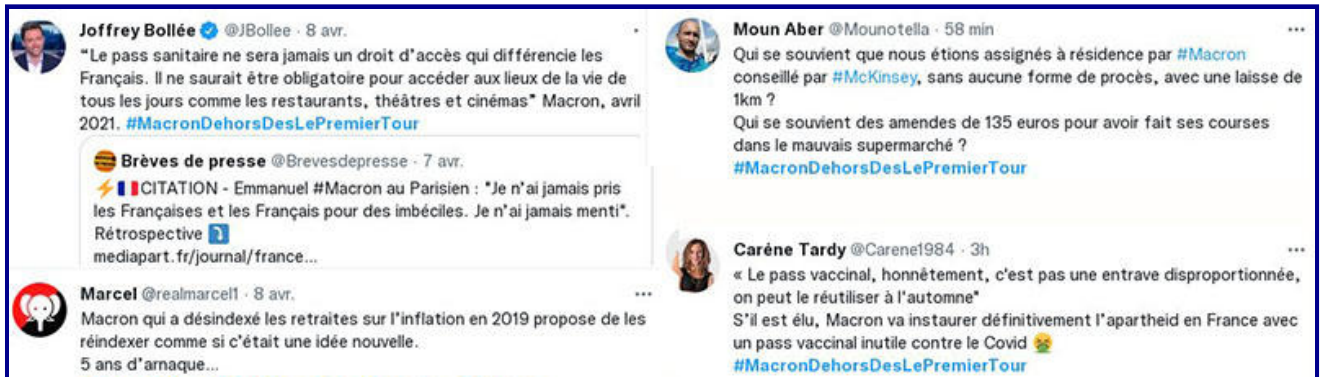 Joffrey Bollée @JBollee · 8 avr.
"Le pass sanitaire ne sera jamais un droit d'accès qui différencie les
Français. Il ne saurait être obligatoire pour accéder aux lieux de la vie de
tous les jours comme les restaurants, théâtres et cinémas" Macron, avril
2021. #MacronDehorsDesLePremierTour
Brèves de presse @Brevesdepresse · 7 avr.
⚡🇫🇷CITATION - Emmanuel #Macron au Parisien : "Je n'ai jamais pris
les Françaises et les Français pour des imbéciles. Je n'ai jamais menti".
Rétrospective ⤵️
mediapart.fr/journal/france...
Marcel @realmarcel1 · 8 avr.
Macron qui a désindexé les retraites sur l'inflation en 2019 propose de les
réindexer comme si c'était une idée nouvelle.
5 ans d'arnaque...
Moun Aber @Mounotella · 58 min
Qui se souvient que nous étions assignés à résidence par #Macron
conseillé par #McKinsey, sans aucune forme de procès, avec une laisse de
1km ?
Qui se souvient des amendes de 135 euros pour avoir fait ses courses
dans le mauvais supermarché ?
#MacronDehorsDesLePremierTour
Caréne Tardy @Carene1984 · 3h
« Le pass vaccinal, honnêtement, c'est pas une entrave disproportionnée,
on peut le réutiliser à l'automne"
S'il est élu, Macron va instaurer définitivement l'apartheid en France avec
un pass vaccinal inutile contre le Covid 🤮
#MacronDehorsDesLePremierTour